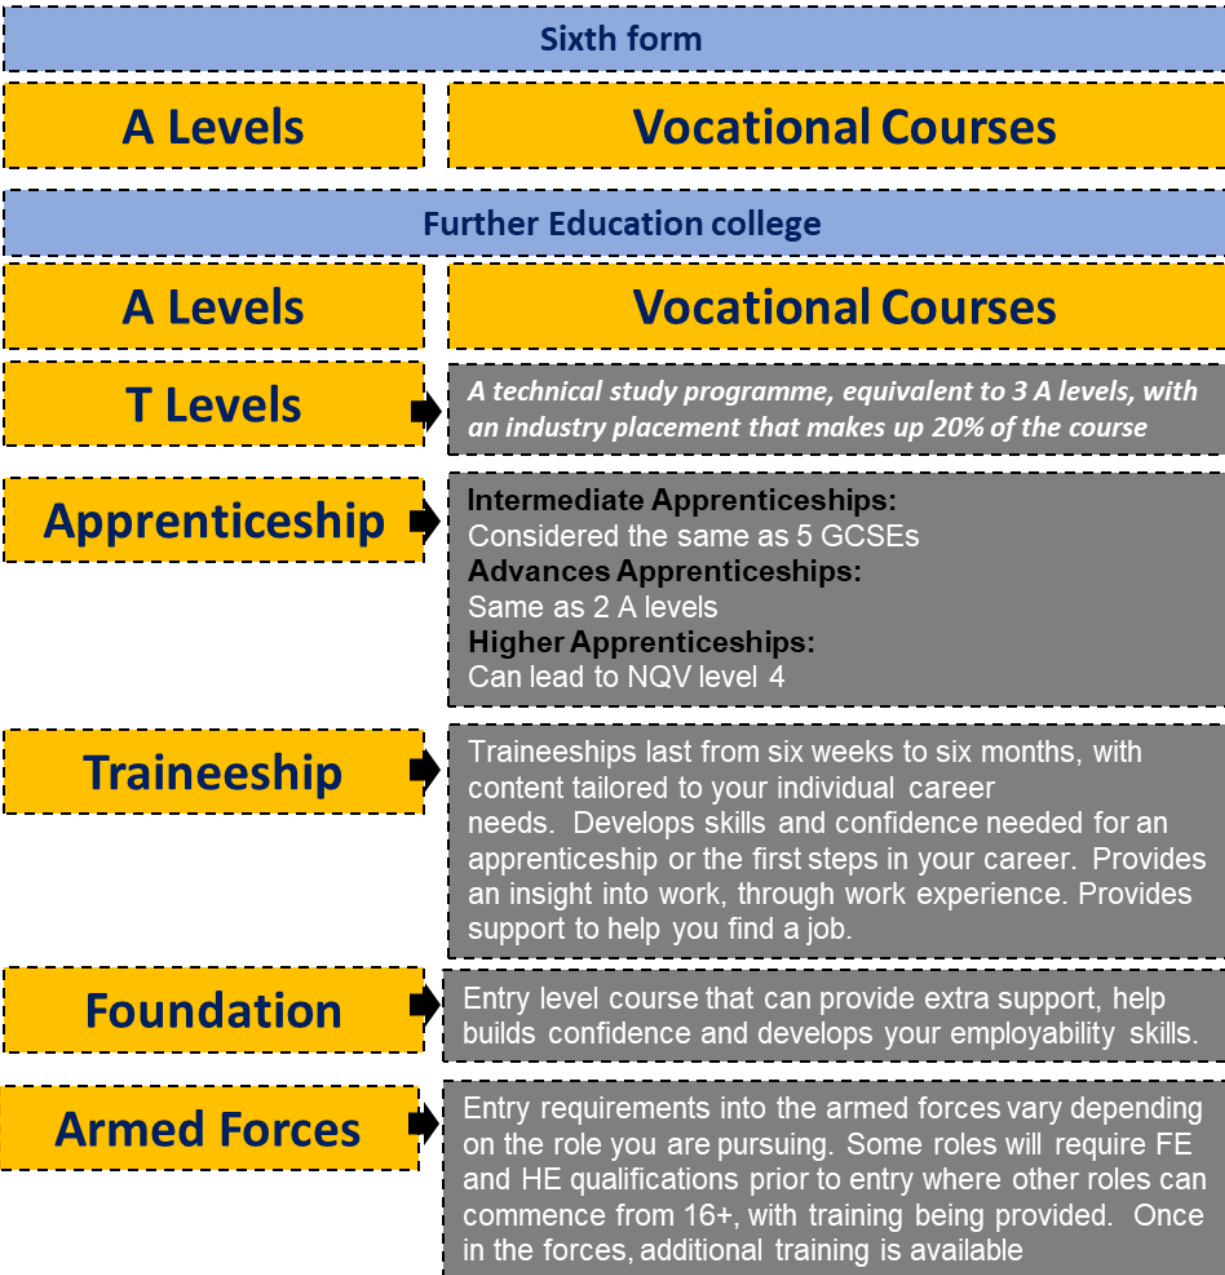 Sixth form
A Levels
Vocational Courses
Further Education college
A Levels
Vocational Courses
T Levels
A technical study programme, equivalent to 3 A levels, with
an industry placement that makes up 20% of the course
Apprenticeship
Intermediate Apprenticeships:
Considered the same as 5 GCSEs
Advances Apprenticeships:
Same as 2 A levels
Higher Apprenticeships:
Can lead to NQV level 4
Traineeship
Traineeships last from six weeks to six months, with
content tailored to your individual career
needs. Develops skills and confidence needed for an
apprenticeship or the first steps in your career. Provides
an insight into work, through work experience. Provides
support to help you find a job.
Foundation
Entry level course that can provide extra support, help
builds confidence and develops your employability skills.
Armed Forces
Entry requirements into the armed forces vary depending
on the role you are pursuing. Some roles will require FE
and HE qualifications prior to entry where other roles can
commence from 16+, with training being provided. Once
in the forces, additional training is available